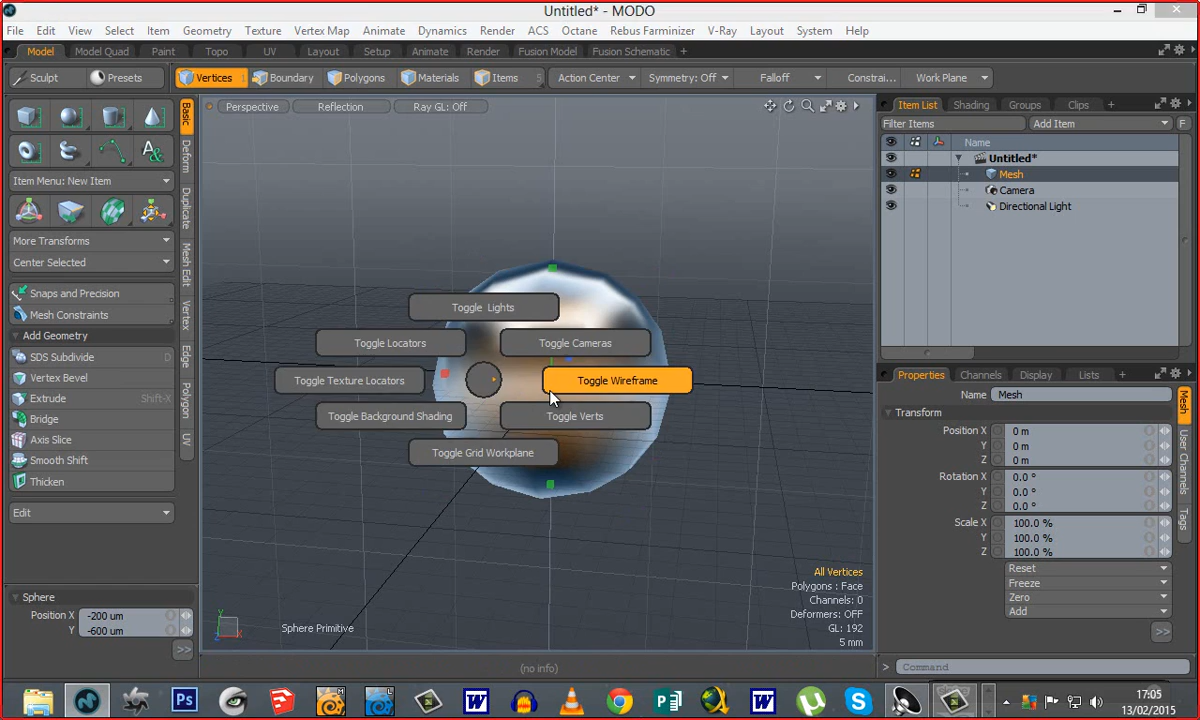 Untitled* - MODO
File Edit View Select Item Geometry Texture Vertex Map Animate Dynamics Render ACS Octane Rebus Farminizer V-Ray Layout System Help
Model Model Quad Paint Topo UV Layout Setup Animate Render Fusion Model Fusion Schematic +
Sculpt Presets Vertices 1 Boundary Polygons Materials Items 5 Action Center Symmetry: Off Falloff Constrai... Work Plane
Perspective Reflection Ray GL: Off
Item List Shading Groups Clips +
Filter Items Add Item F
Name
Untitled*
Mesh
Camera
Directional Light
Basic
Deform
Duplicate
Mesh Edit
Vertex
Edge
Polygon
UV
Item Menu: New Item
More Transforms
Center Selected
Snaps and Precision
Mesh Constraints
Add Geometry
SDS Subdivide D
Vertex Bevel
Extrude Shift-X
Bridge
Axis Slice
Smooth Shift
Thicken
Edit
Sphere
Position X -200 um
Y -600 um
>>
Toggle Lights
Toggle Locators
Toggle Cameras
Toggle Texture Locators
Toggle Wireframe
Toggle Background Shading
Toggle Verts
Toggle Grid Workplane
All Vertices
Polygons : Face
Channels: 0
Deformers: OFF
GL: 192
5 mm
Sphere Primitive
Y
Z X
(no info)
Properties Channels Display Lists +
Name Mesh
Transform
Position X 0 m
Y 0 m
Z 0 m
Rotation X 0.0 °
Y 0.0 °
Z 0.0 °
Scale X 100.0 %
Y 100.0 %
Z 100.0 %
Reset
Freeze
Zero
Add
>>
Mesh
User Channels
Tags
> Command
17:05
13/02/2015